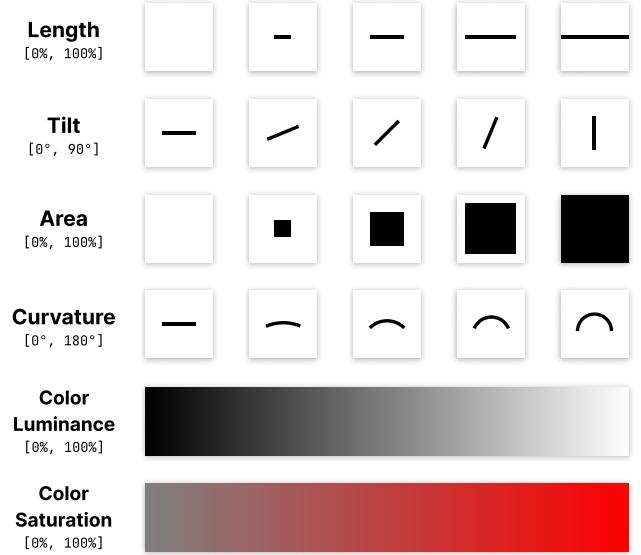 Length
[0%, 100%]
Tilt
[0°, 90°]
Area
[0%, 100%]
Curvature
[0°, 180°]
Color
Luminance
[0%, 100%]
Color
Saturation
[0%, 100%]